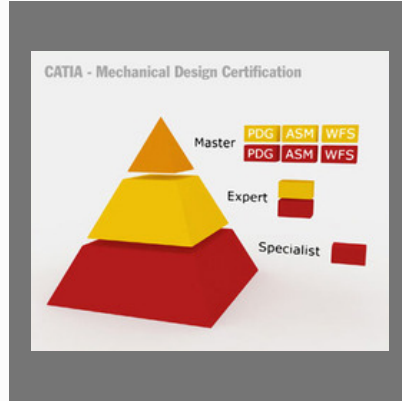 CATIA - Mechanical Design Certification
Master PDG ASM WFS
PDG ASM WFS
Expert
Specialist